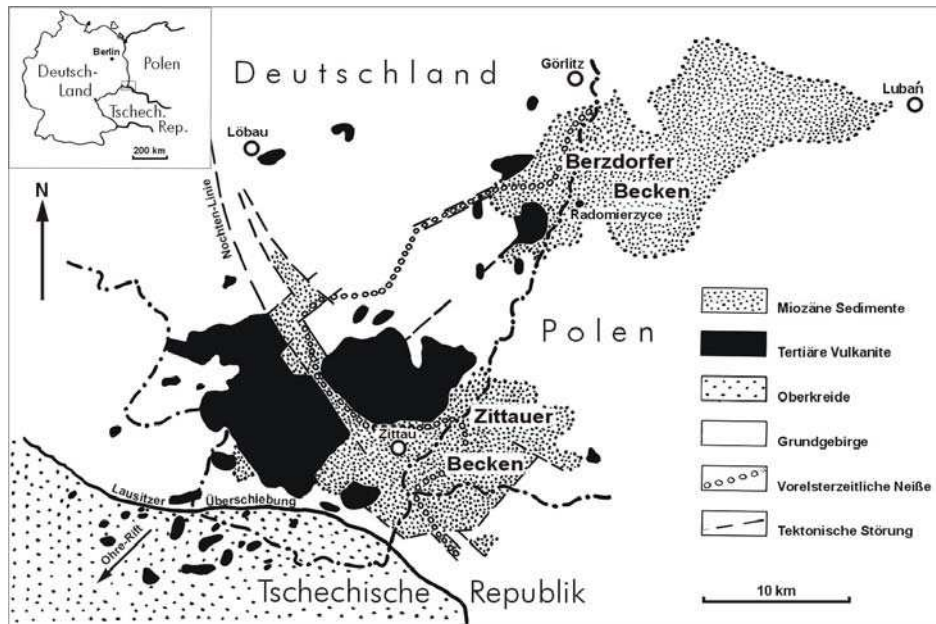 Berlin
Polen
Deutsch-
Land
Tschech.
Rep.
200 km
Deutschland
Görlitz
Lubań
Löbau
Berzdorfer
Becken
Radomierzyce
N
Nochten-Linie
Polen
Zittauer
Zittau
Becken
Lausitzer Überschiebung
Ohre-Rift
Tschechische Republik
Miozäne Sedimente
Tertiäre Vulkanite
Oberkreide
Grundgebirge
Vorelsterzeitliche Neiße
Tektonische Störung
10 km